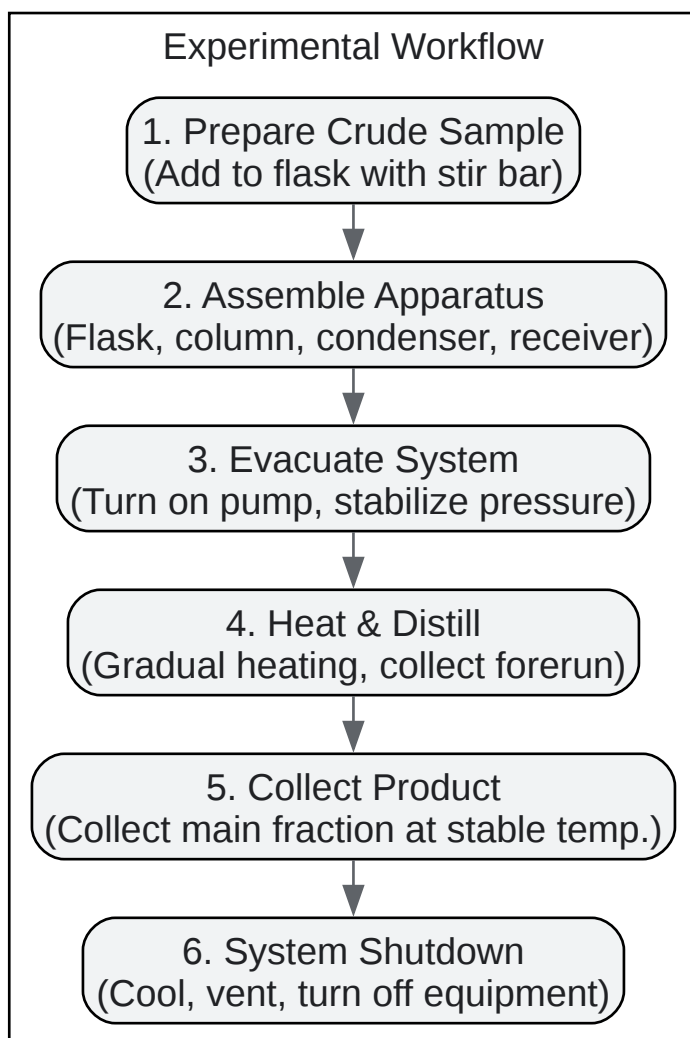 Experimental Workflow
1. Prepare Crude Sample
(Add to flask with stir bar)
2. Assemble Apparatus
(Flask, column, condenser, receiver)
3. Evacuate System
(Turn on pump, stabilize pressure)
4. Heat & Distill
(Gradual heating, collect forerun)
5. Collect Product
(Collect main fraction at stable temp.)
6. System Shutdown
(Cool, vent, turn off equipment)